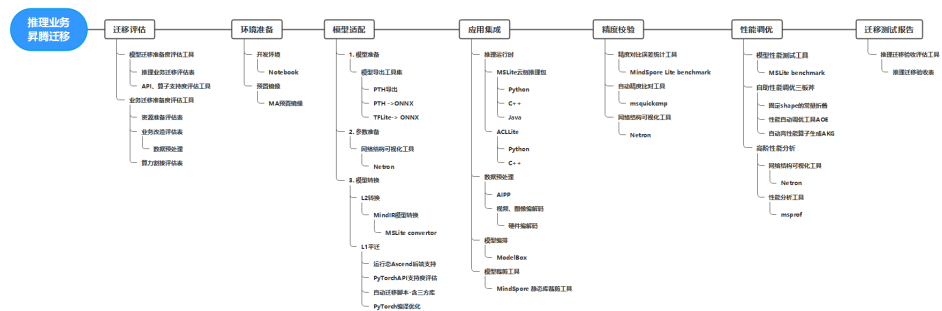 推理业务
昇腾迁移
迁移评估
模型迁移准备度评估工具
推理业务迁移评估表
API、算子支持度评估工具
业务迁移准备度评估工具
更源准备评估表
业务改造评估表
数据预处理
算力割接评估表
环境准备
开发环境
Notebook
预置镜像
MA预置镜像
模型适配
1. 模型准备
模型导出工具集
PTH导出
PTH ->ONNX
TFLite-> ONNX
2. 参数准备
网络结构可视化工具
Netron
3. 模型转换
L2转换
MindIR模型转换
MSLite convertor
L1平迁
运行态Ascend后端支持
PyTorchAPI支持度评估
自动迁移脚本-含三方库
PyTorch编译优化
应用集成
推理运行时
MSLite云侧推理包
Python
C++
Java
ACLLite
Python
C++
数据预处理
AIPP
视频、图像编解码
硬件编解码
模型编排
ModelBox
模型裁剪工具
MindSpore 静态库裁剪工具
精度校验
精度对比误差统计工具
MindSpore Lite benchmark
自动精度比对工具
msquickcmp
网络结构可视化工具
Netron
性能调优
模型性能测试工具
MSLite benchmark
自助性能调优三板斧
固定shape的常量折叠
性能自动调优工具AOE
自动高性能算子生成AKG
高阶性能分析
网络结构可视化工具
Netron
性能分析工具
msprof
迁移测试报告
推理迁移验收评估工具
推理迁移验收表